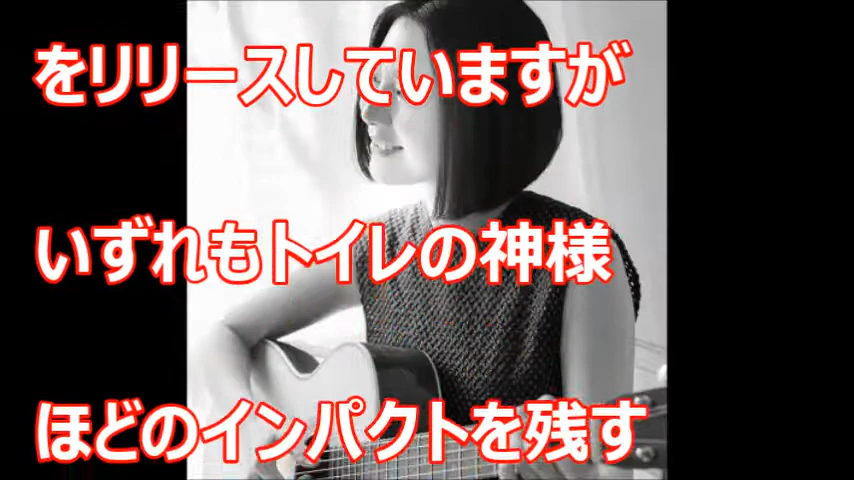 をリリースしていますが
いずれもトイレの神様
ほどのインパクトを残す